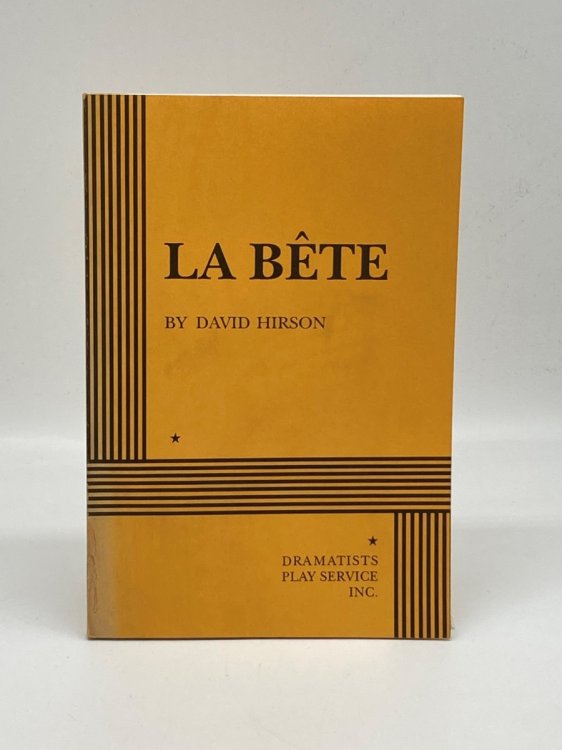 LA BÊTE
BY DAVID HIRSON
★
★
DRAMATISTS
PLAY SERVICE
INC.